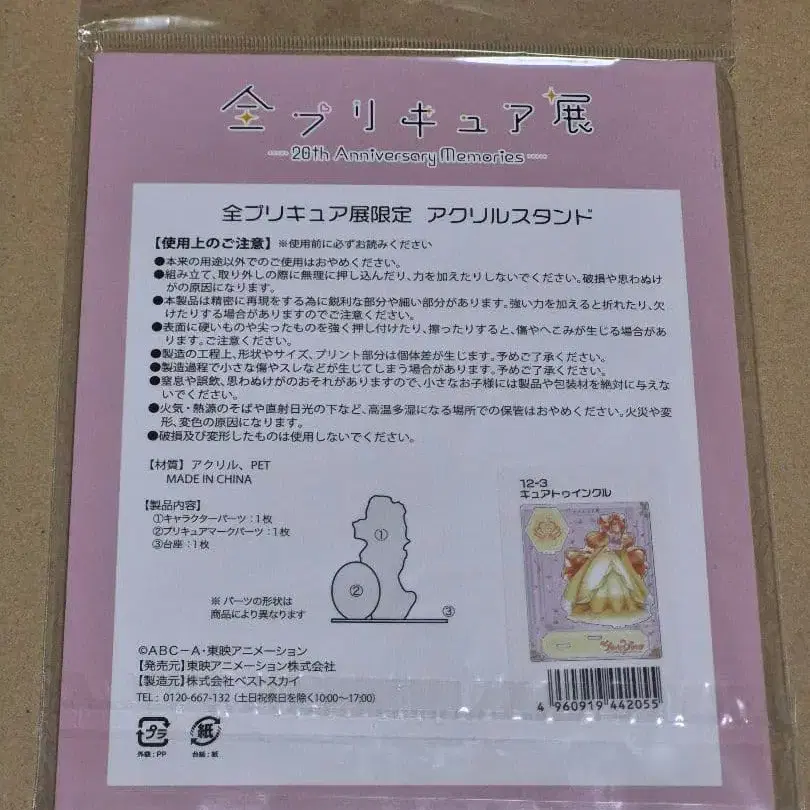 全プリキュア展
20th Anniversary Memories
全プリキュア展限定 アクリルスタンド
【使用上のご注意】※使用前に必ずお読みください
●本来の用途以外でのご使用はおやめください。
●組み立て、取り外しの際に無理に押し込んだり、力を加えたりしないでください。破損や思わぬけ
がの原因になります。
●本製品は精密に再現をする為に鋭利な部分や細い部分があります。強い力を加えると折れたり、欠
けたりする場合がありますのでご注意ください。
●表面に硬いものや尖ったものを強く押し付けたり、擦ったりすると、傷やへこみが生じる場合があ
ります。ご注意ください。
●製造の工程上、形状やサイズ、プリント部分は個体差が生じます。予めご了承ください。
●製造過程で小さな傷やスレなどが生じてしまう場合があります。予めご了承ください。
●窒息や誤飲、思わぬけがのおそれがありますので、小さなお子様には製品や包装材を絶対に与えな
いでください。
●火気・熱源のそばや直射日光の下など、高温多湿になる場所での保管はおやめください。火災や変
形、変色の原因になります。
●破損及び変形したものは使用しないでください。
【材質】アクリル、PET
MADE IN CHINA
【製品内容】
①キャラクターパーツ:1枚
②プリキュアマークパーツ:1枚
③台座:1枚
※ パーツの形状は
商品により異なります
①
②
③
12-3
キュアトゥインクル
©ABC-A・東映アニメーション
【発売元】東映アニメーション株式会社
【製造元】株式会社ベストスカイ
TEL: 0120-667-132 (土日祝祭日を除く10:00~17:00)
プラ
外袋:PP
紙
台紙:紙
4 960919 442055